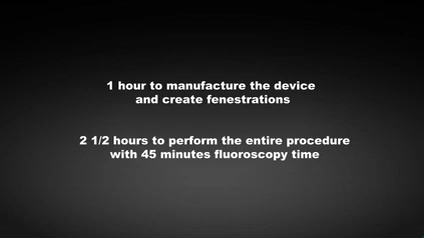 1 hour to manufacture the device
and create fenestrations
2 1/2 hours to perform the entire procedure
with 45 minutes fluoroscopy time